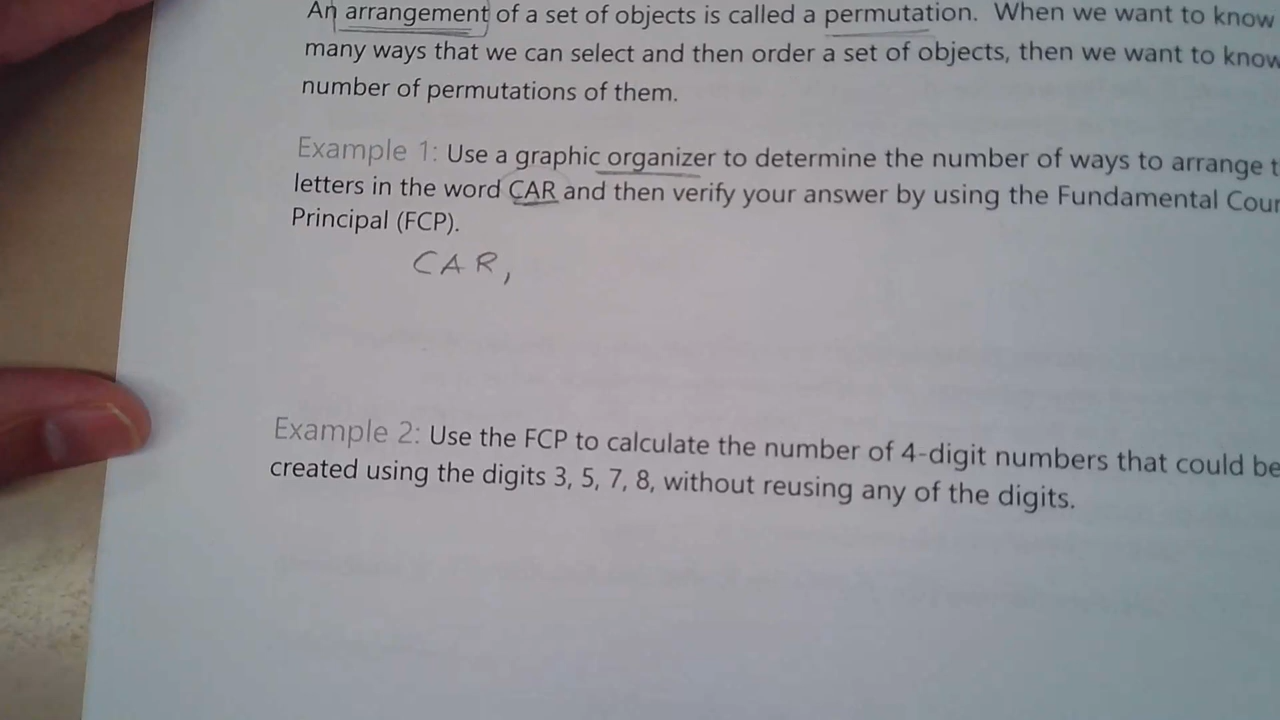 An arrangement of a set of objects is called a permutation. When we want to know
many ways that we can select and then order a set of objects, then we want to know
number of permutations of them.
Example 1: Use a graphic organizer to determine the number of ways to arrange t
letters in the word CAR and then verify your answer by using the Fundamental Coun
Principal (FCP).
CAR,
Example 2: Use the FCP to calculate the number of 4-digit numbers that could be
created using the digits 3, 5, 7, 8, without reusing any of the digits.